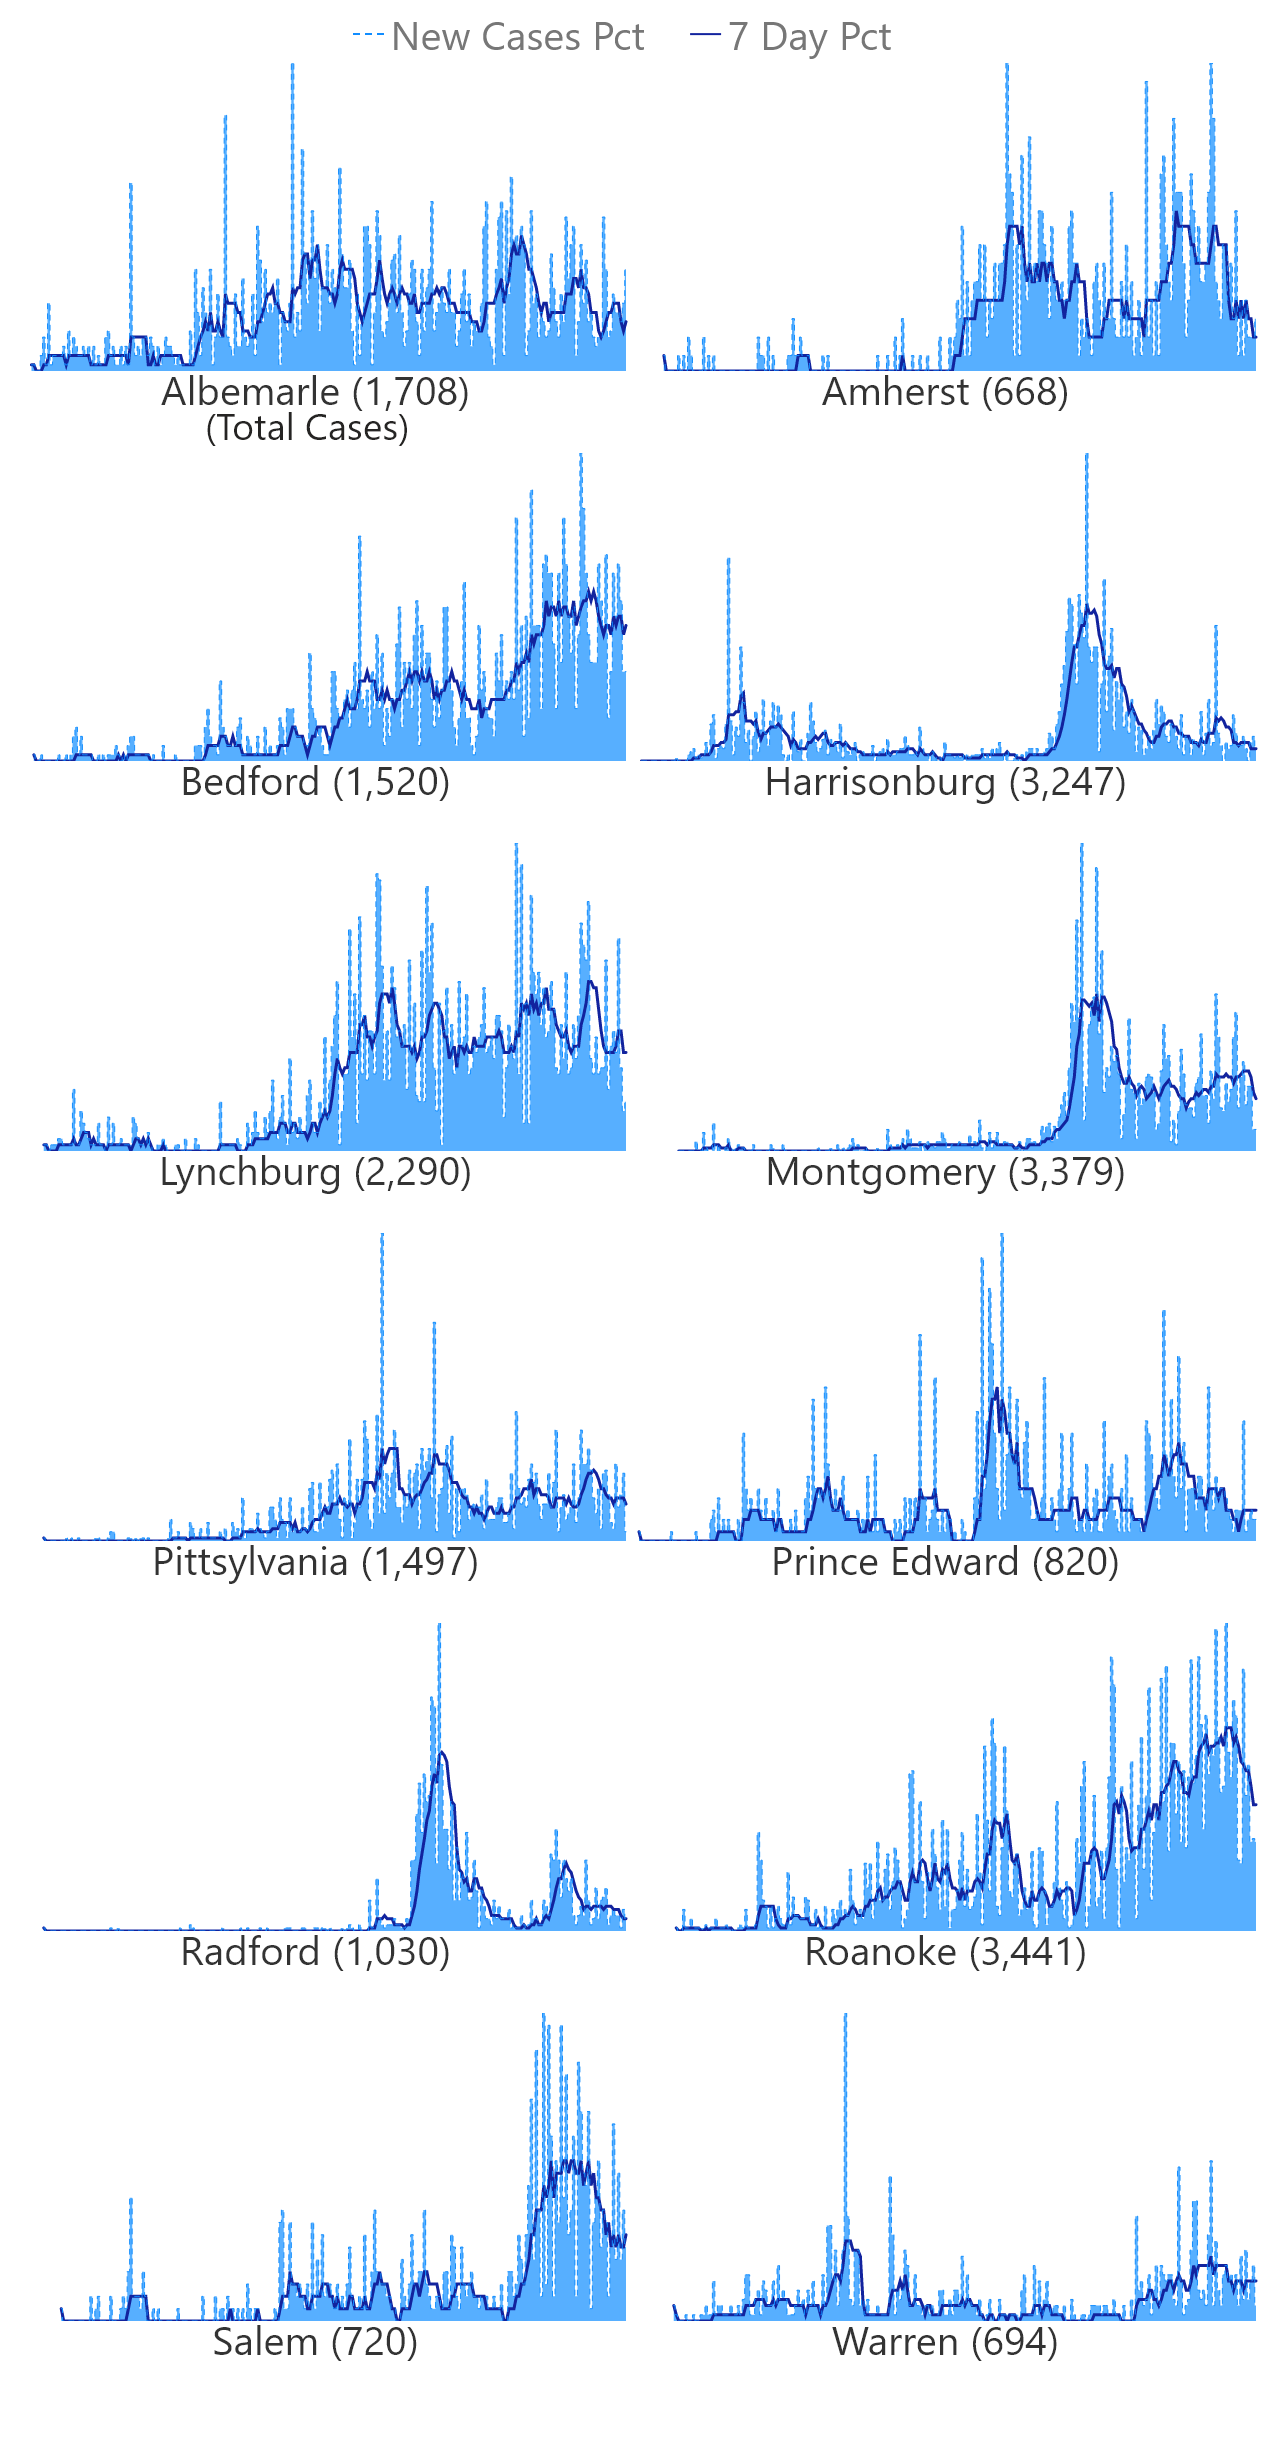 New Cases Pct 7 Day Pct
Albemarle (1,708) Amherst (668)
(Total Cases)
Bedford (1,520) Harrisonburg (3,247)
Lynchburg (2,290) Montgomery (3,379)
Pittsylvania (1,497) Prince Edward (820)
Radford (1,030) Roanoke (3,441)
Salem (720) Warren (694)